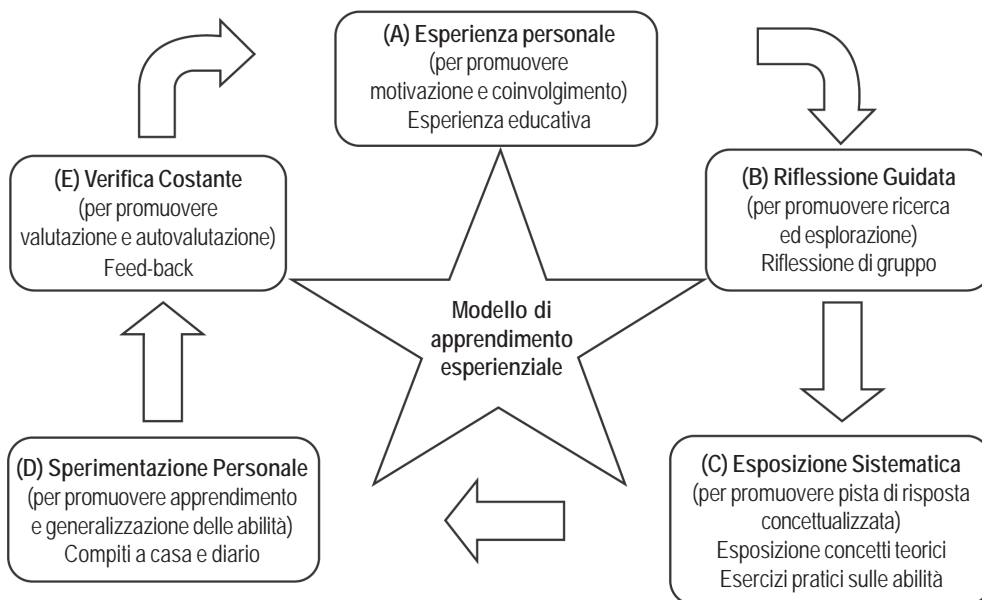 (A) Esperienza personale
(per promuovere
motivazione e coinvolgimento)
Esperienza educativa
(B) Riflessione Guidata
(per promuovere ricerca
ed esplorazione)
Riflessione di gruppo
(C) Esposizione Sistematica
(per promuovere pista di risposta
concettualizzata)
Esposizione concetti teorici
Esercizi pratici sulle abilità
(D) Sperimentazione Personale
(per promuovere apprendimento
e generalizzazione delle abilità)
Compiti a casa e diario
(E) Verifica Costante
(per promuovere
valutazione e autovalutazione)
Feed-back
Modello di
apprendimento
esperienziale